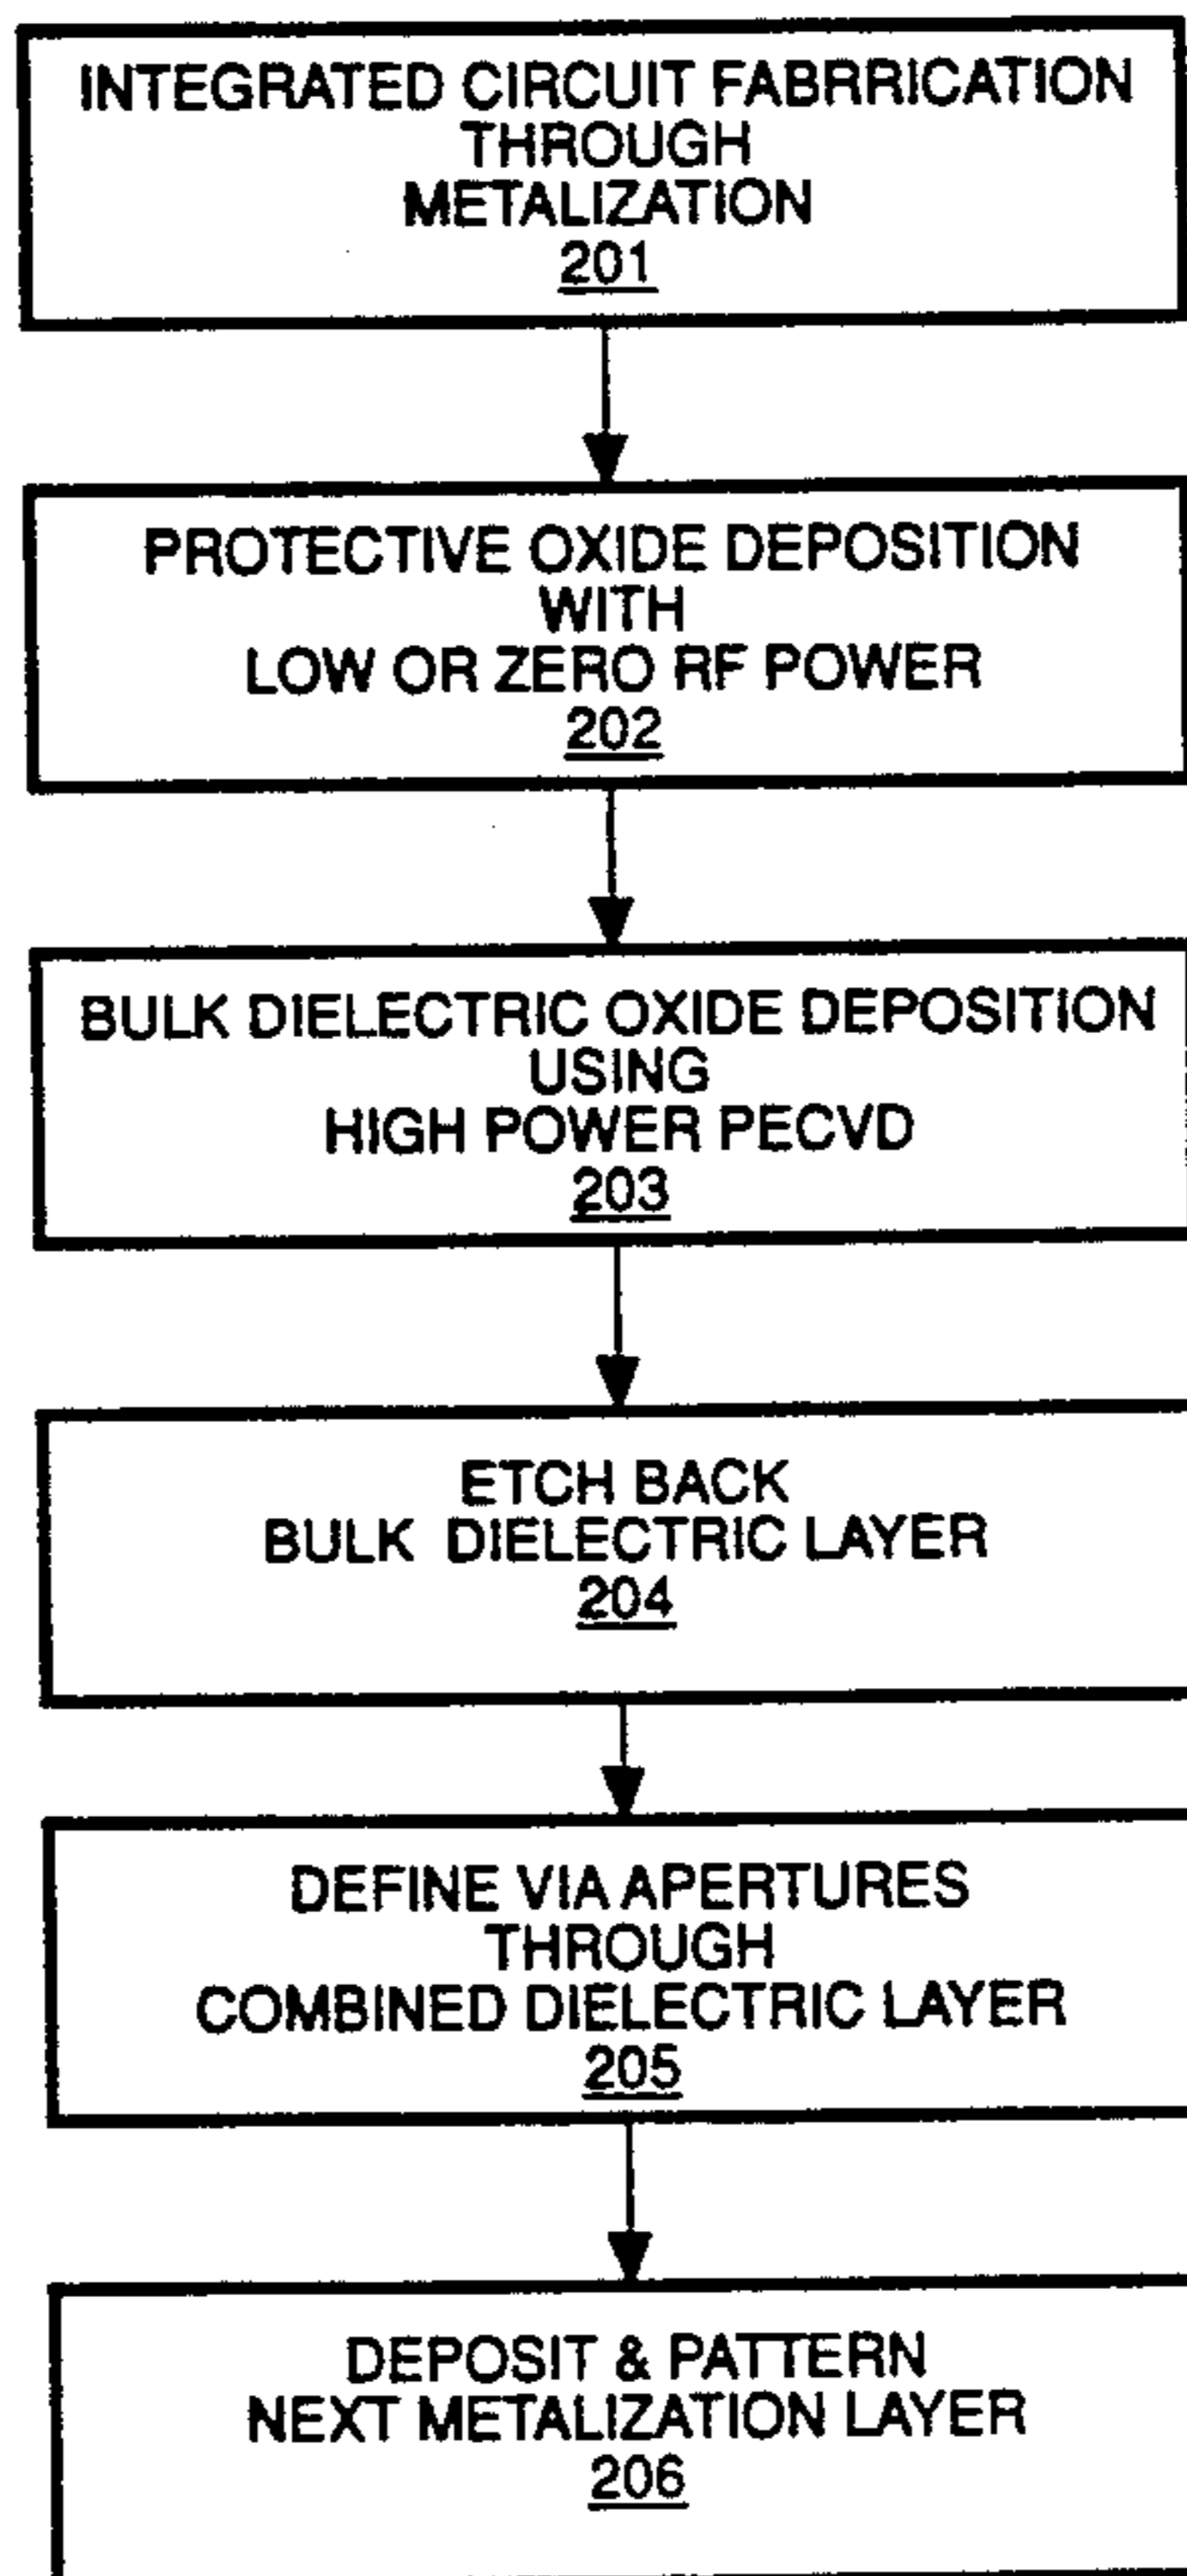 INTEGRATED CIRCUIT FABRRICATION
THROUGH
METALIZATION
201
PROTECTIVE OXIDE DEPOSITION
WITH
LOW OR ZERO RF POWER
202
BULK DIELECTRIC OXIDE DEPOSITION
USING
HIGH POWER PECVD
203
ETCH BACK
BULK DIELECTRIC LAYER
204
DEFINE VIA APERTURES
THROUGH
COMBINED DIELECTRIC LAYER
205
DEPOSIT & PATTERN
NEXT METALIZATION LAYER
206